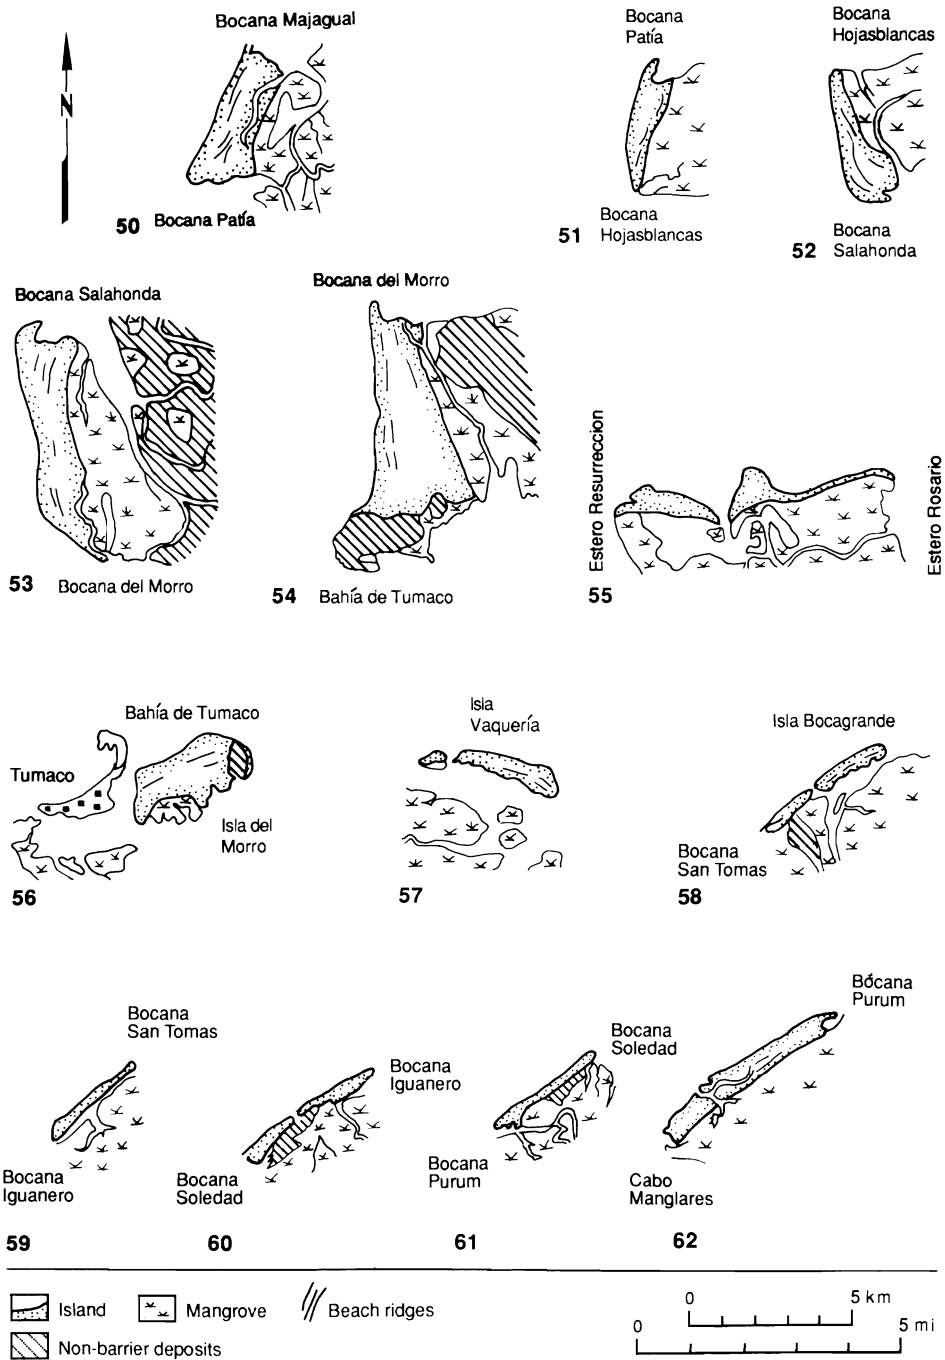 Bocana Majagual
N
50 Bocana Patía
Bocana
Patía
51 Bocana
Hojasblancas
Bocana
Hojasblancas
52 Bocana
Salahonda
Bocana Salahonda
53 Bocana del Morro
Bocana del Morro
54 Bahía de Tumaco
Estero Resurreccion
Estero Rosario
55
Bahía de Tumaco
Tumaco
Isla del
Morro
56
Isla
Vaquería
57
Isla Bocagrande
Bocana
San Tomas
58
Bocana
San Tomas
Bocana
Iguanero
59
Bocana
Iguanero
Bocana
Soledad
60
Bocana
Soledad
Bocana
Purum
61
Bócana
Purum
Cabo
Manglares
62
Island
Mangrove
Beach ridges
Non-barrier deposits
0 5 km
0 5 mi